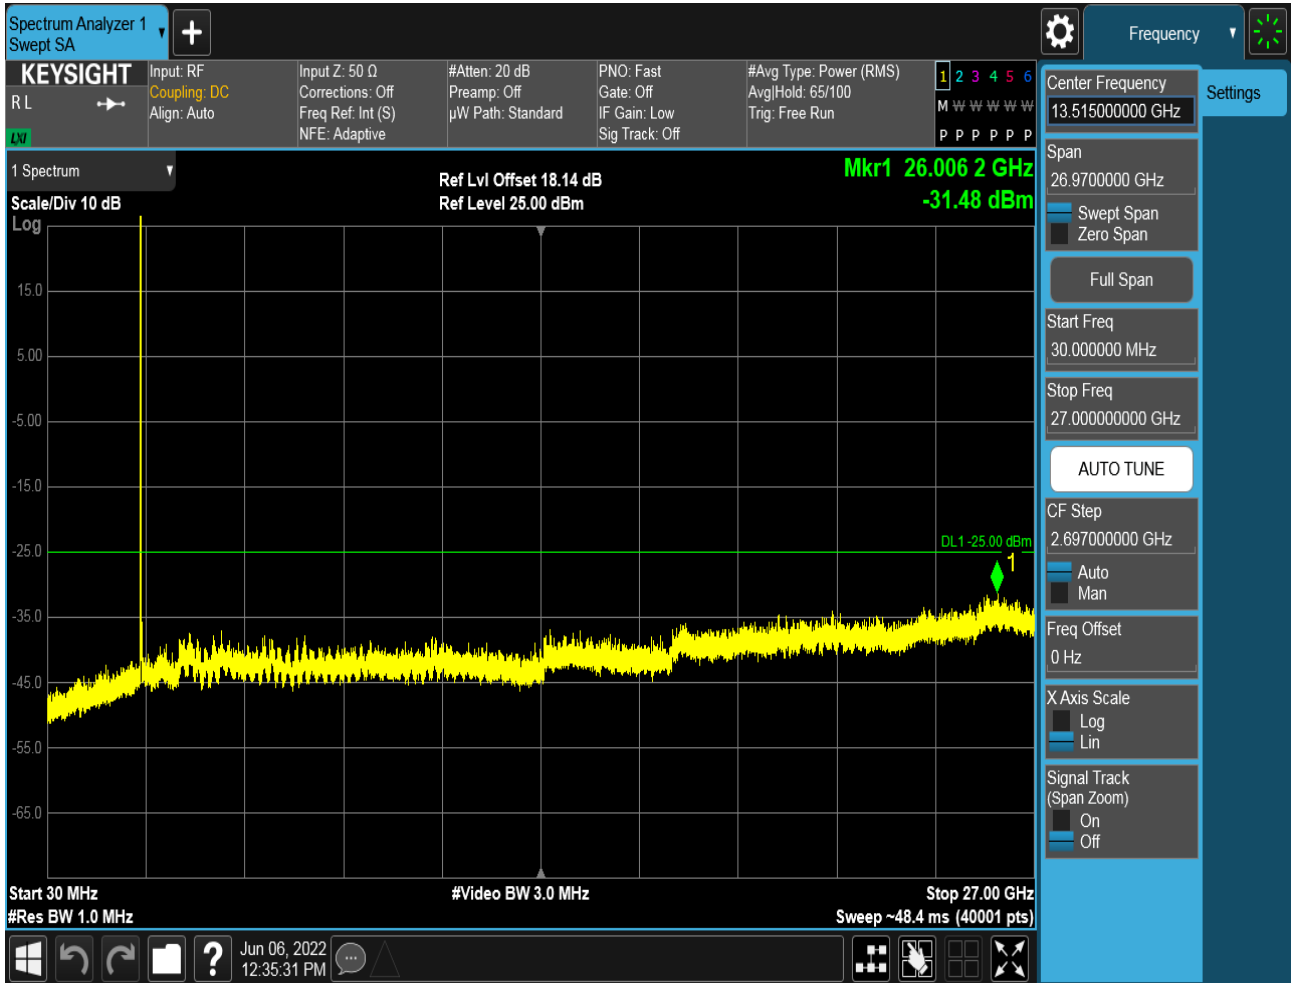 Spectrum Analyzer 1
Swept SA
Frequency
KEYSIGHT
R L
LXI
Input: RF
Coupling: DC
Align: Auto
Input Z: 50 Ω
Corrections: Off
Freq Ref: Int (S)
NFE: Adaptive
#Atten: 20 dB
Preamp: Off
µW Path: Standard
PNO: Fast
Gate: Off
IF Gain: Low
Sig Track: Off
#Avg Type: Power (RMS)
Avg|Hold: 65/100
Trig: Free Run
1 2 3 4 5 6
M W W W W W
P P P P P P
1 Spectrum
Scale/Div 10 dB
Log
Ref Lvl Offset 18.14 dB
Ref Level 25.00 dBm
Mkr1 26.006 2 GHz
-31.48 dBm
15.0
5.00
-5.00
-15.0
-25.0
-35.0
-45.0
-55.0
-65.0
DL1 -25.00 dBm
1
Start 30 MHz
#Res BW 1.0 MHz
#Video BW 3.0 MHz
Stop 27.00 GHz
Sweep ~48.4 ms (40001 pts)
Center Frequency
13.515000000 GHz
Span
26.9700000 GHz
Swept Span
Zero Span
Full Span
Start Freq
30.000000 MHz
Stop Freq
27.000000000 GHz
AUTO TUNE
CF Step
2.697000000 GHz
Auto
Man
Freq Offset
0 Hz
X Axis Scale
Log
Lin
Signal Track
(Span Zoom)
On
Off
Settings
?
Jun 06, 2022
12:35:31 PM